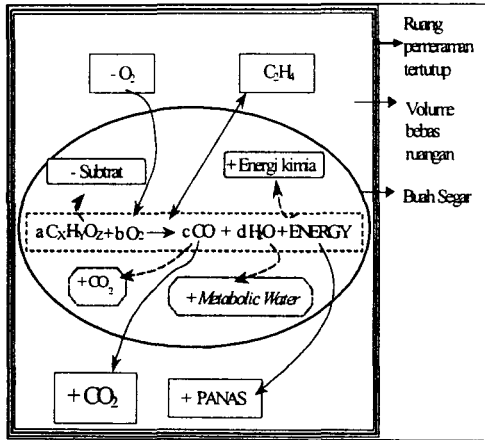 - O₂
C₂H₄
Ruang
pemeraman
tertutup
Volume
bebas
ruangan
Buah Segar
- Subtrat
+ Energi kimia
a CXHYOZ + b O₂ → c CO + d H₂O + ENERGY
+ CO₂
+ Metabolic Water
+ CO₂
+ PANAS